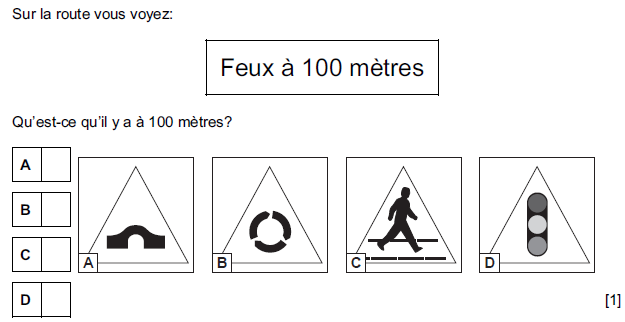 Sur la route vous voyez:
Feux à 100 mètres
Qu'est-ce qu'il y a à 100 mètres?
A
B
C
D
A
B
C
D
[1]